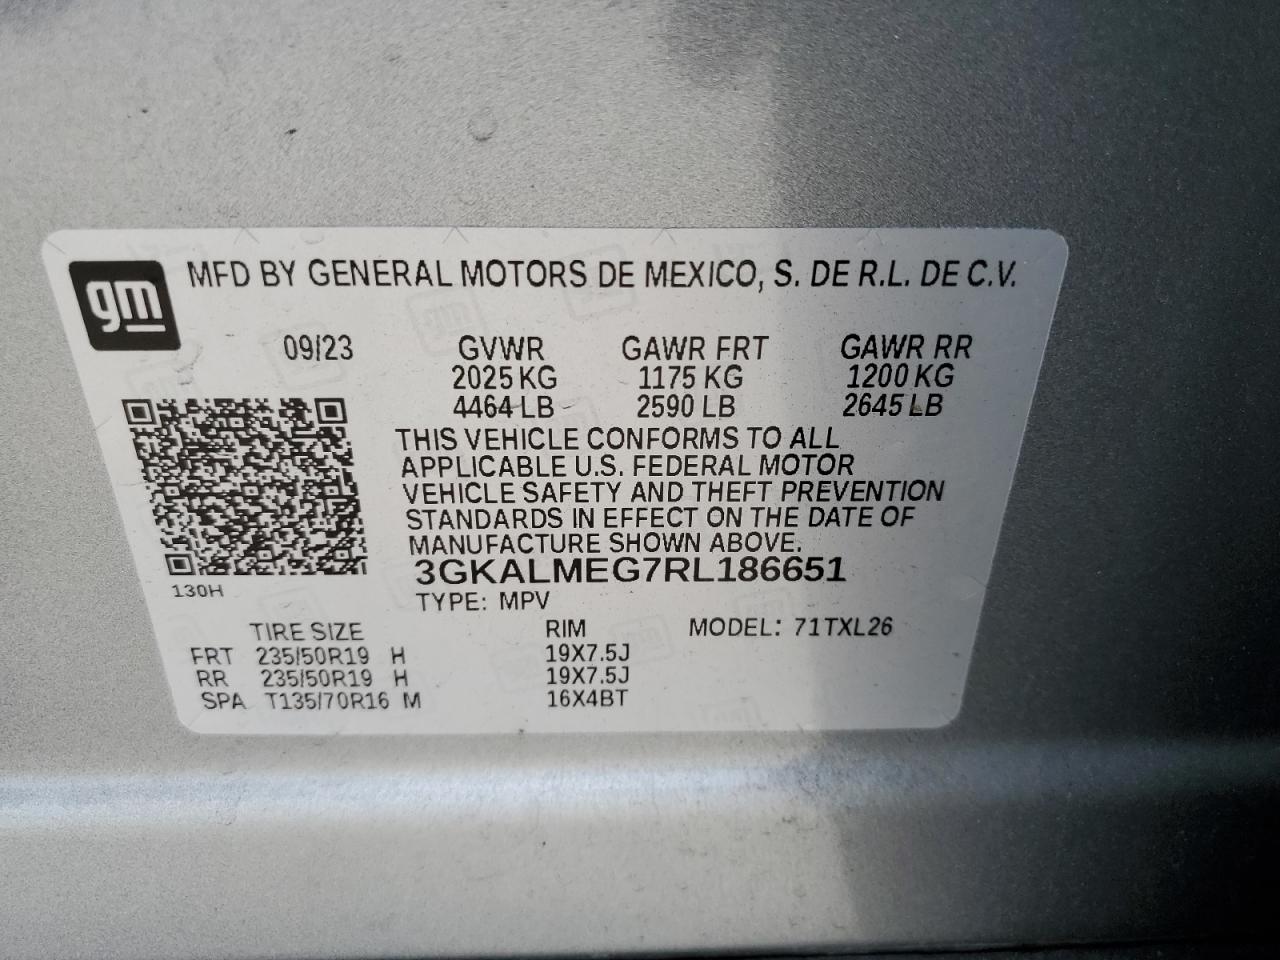 gm
MFD BY GENERAL MOTORS DE MEXICO, S. DE R.L. DE C.V.
09/23 GVWR GAWR FRT GAWR RR
2025 KG 1175 KG 1200 KG
4464 LB 2590 LB 2645 LB
THIS VEHICLE CONFORMS TO ALL
APPLICABLE U.S. FEDERAL MOTOR
VEHICLE SAFETY AND THEFT PREVENTION
STANDARDS IN EFFECT ON THE DATE OF
MANUFACTURE SHOWN ABOVE.
3GKALMEG7RL186651
130H
TYPE: MPV
TIRE SIZE RIM MODEL: 71TXL26
FRT 235/50R19 H 19X7.5J
RR 235/50R19 H 19X7.5J
SPA T135/70R16 M 16X4BT